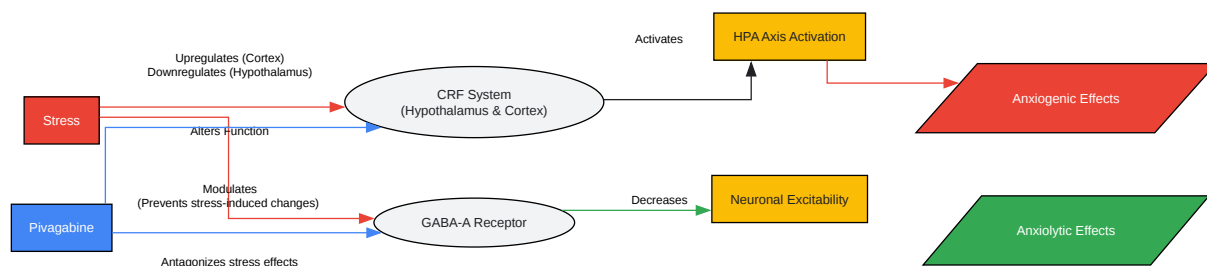 HPA Axis Activation
Activates
Upregulates (Cortex)
Downregulates (Hypothalamus)
CRF System
(Hypothalamus & Cortex)
Anxiogenic Effects
Stress
Alters Function
Modulates
(Prevents stress-induced changes)
Decreases
Neuronal Excitability
GABA-A Receptor
Pivagabine
Anxiolytic Effects
Antagonizes stress effects